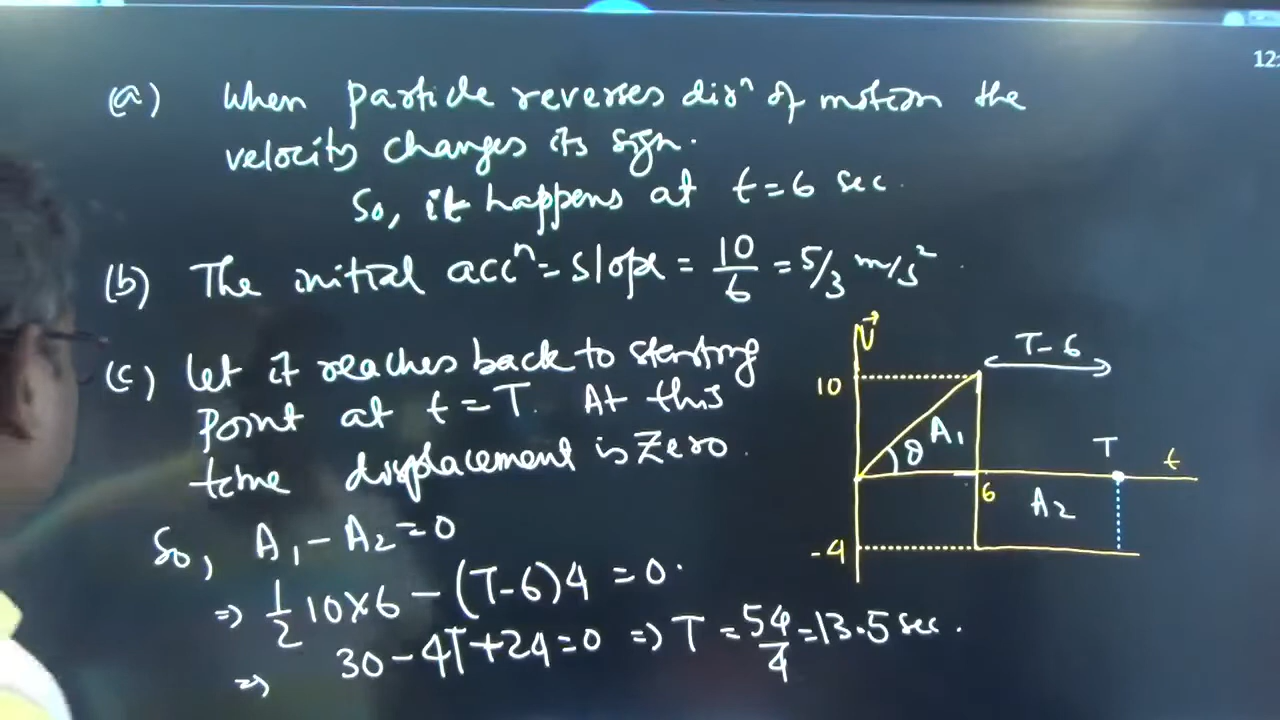 12:
(a) When particle reverses dirⁿ of motion the
velocity changes its sign.
So, it happens at t = 6 sec.
(b) The initial accⁿ = slope = 10/6 = 5/3 m/s² .
(c) Let it reaches back to starting
point at t = T. At this
time displacement is zero.
So, A₁ - A₂ = 0
⇒ 1/2 10×6 - (T-6)4 = 0.
⇒ 30 - 4T + 24 = 0 ⇒ T = 54/4 = 13.5 sec.
v⃗
T-6
10
A₁
θ
T
t
6
A₂
-4